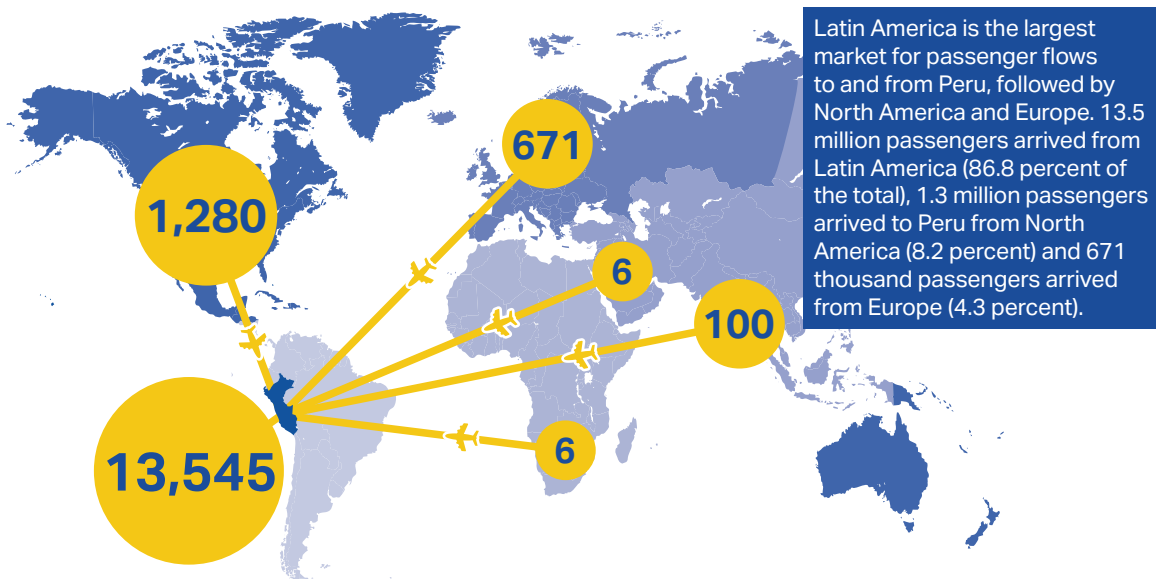 Latin America is the largest
market for passenger flows
to and from Peru, followed by
North America and Europe. 13.5
million passengers arrived from
Latin America (86.8 percent of
the total), 1.3 million passengers
arrived to Peru from North
America (8.2 percent) and 671
thousand passengers arrived
from Europe (4.3 percent).
671
1,280
6
100
6
13,545